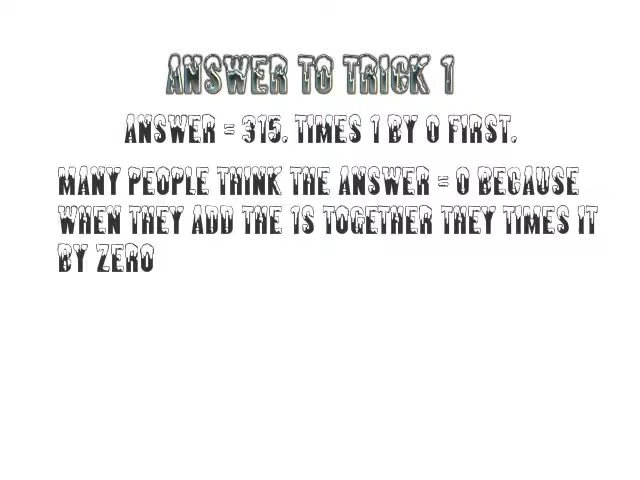 ANSWER TO TRICK 1
ANSWER = 315. TIMES 1 BY 0 FIRST.
MANY PEOPLE THINK THE ANSWER = 0 BECAUSE
WHEN THEY ADD THE 1S TOGETHER THEY TIMES IT
BY ZERO